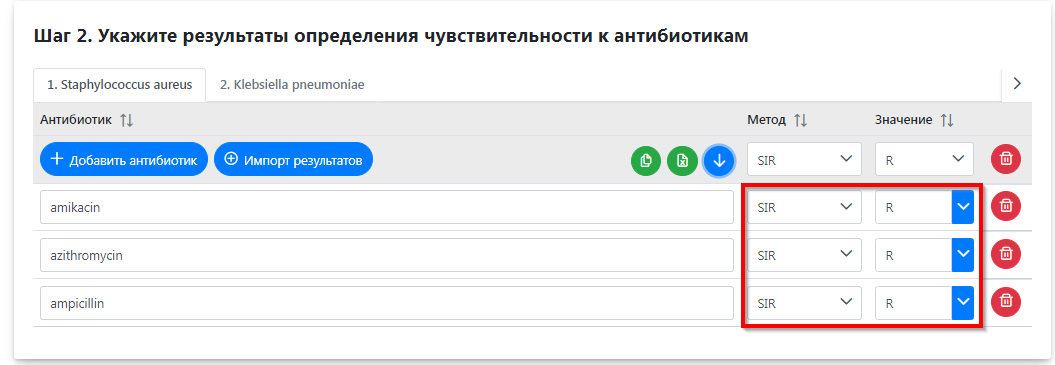 Шаг 2. Укажите результаты определения чувствительности к антибиотикам
1. Staphylococcus aureus 2. Klebsiella pneumoniae
Антибиотик Метод Значение
Добавить антибиотик Импорт результатов SIR R
amikacin SIR R
azithromycin SIR R
ampicillin SIR R